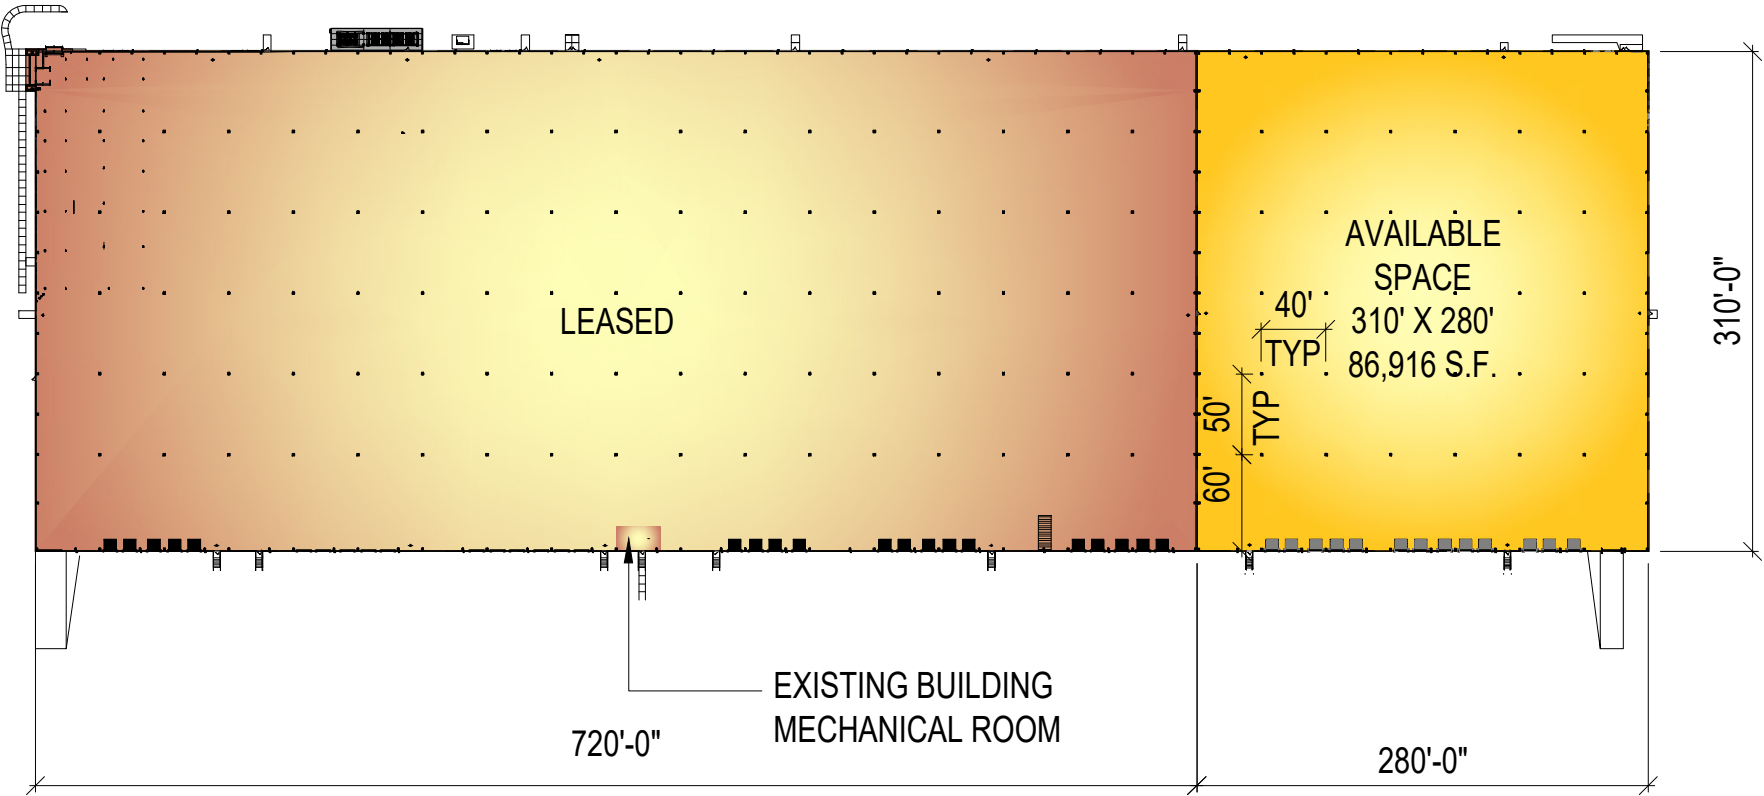 AVAILABLE
SPACE
310' X 280'
86,916 S.F.
LEASED
40'
TYP
50'
TYP
60'
310'-0"
EXISTING BUILDING
MECHANICAL ROOM
720'-0"
280'-0"